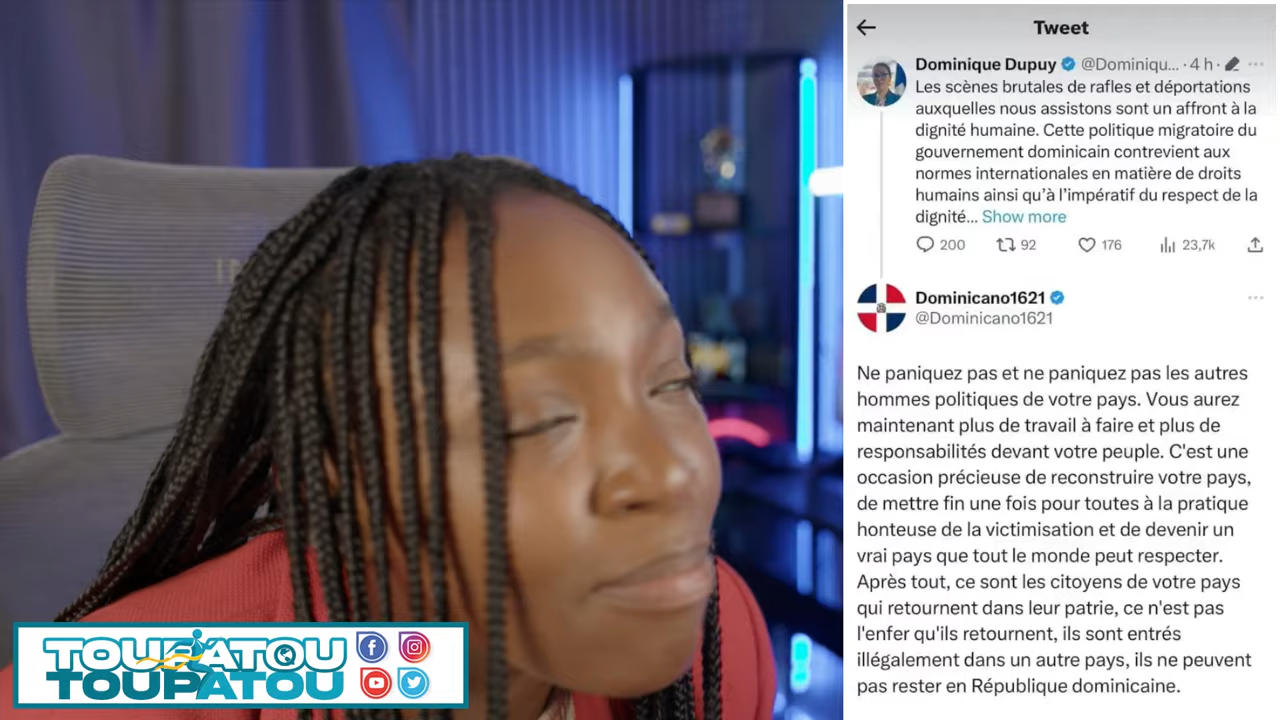 Tweet
Dominique Dupuy @Dominiqu... · 4 h ·
Les scènes brutales de rafles et déportations
auxquelles nous assistons sont un affront à la
dignité humaine. Cette politique migratoire du
gouvernement dominicain contrevient aux
normes internationales en matière de droits
humains ainsi qu'à l'impératif du respect de la
dignité... Show more
200 92 176 23,7k
Dominicano1621
@Dominicano1621
Ne paniquez pas et ne paniquez pas les autres
hommes politiques de votre pays. Vous aurez
maintenant plus de travail à faire et plus de
responsabilités devant votre peuple. C'est une
occasion précieuse de reconstruire votre pays,
de mettre fin une fois pour toutes à la pratique
honteuse de la victimisation et de devenir un
vrai pays que tout le monde peut respecter.
Après tout, ce sont les citoyens de votre pays
qui retournent dans leur patrie, ce n'est pas
l'enfer qu'ils retournent, ils sont entrés
illégalement dans un autre pays, ils ne peuvent
pas rester en République dominicaine.
TOUPATOU
TOUPATOU